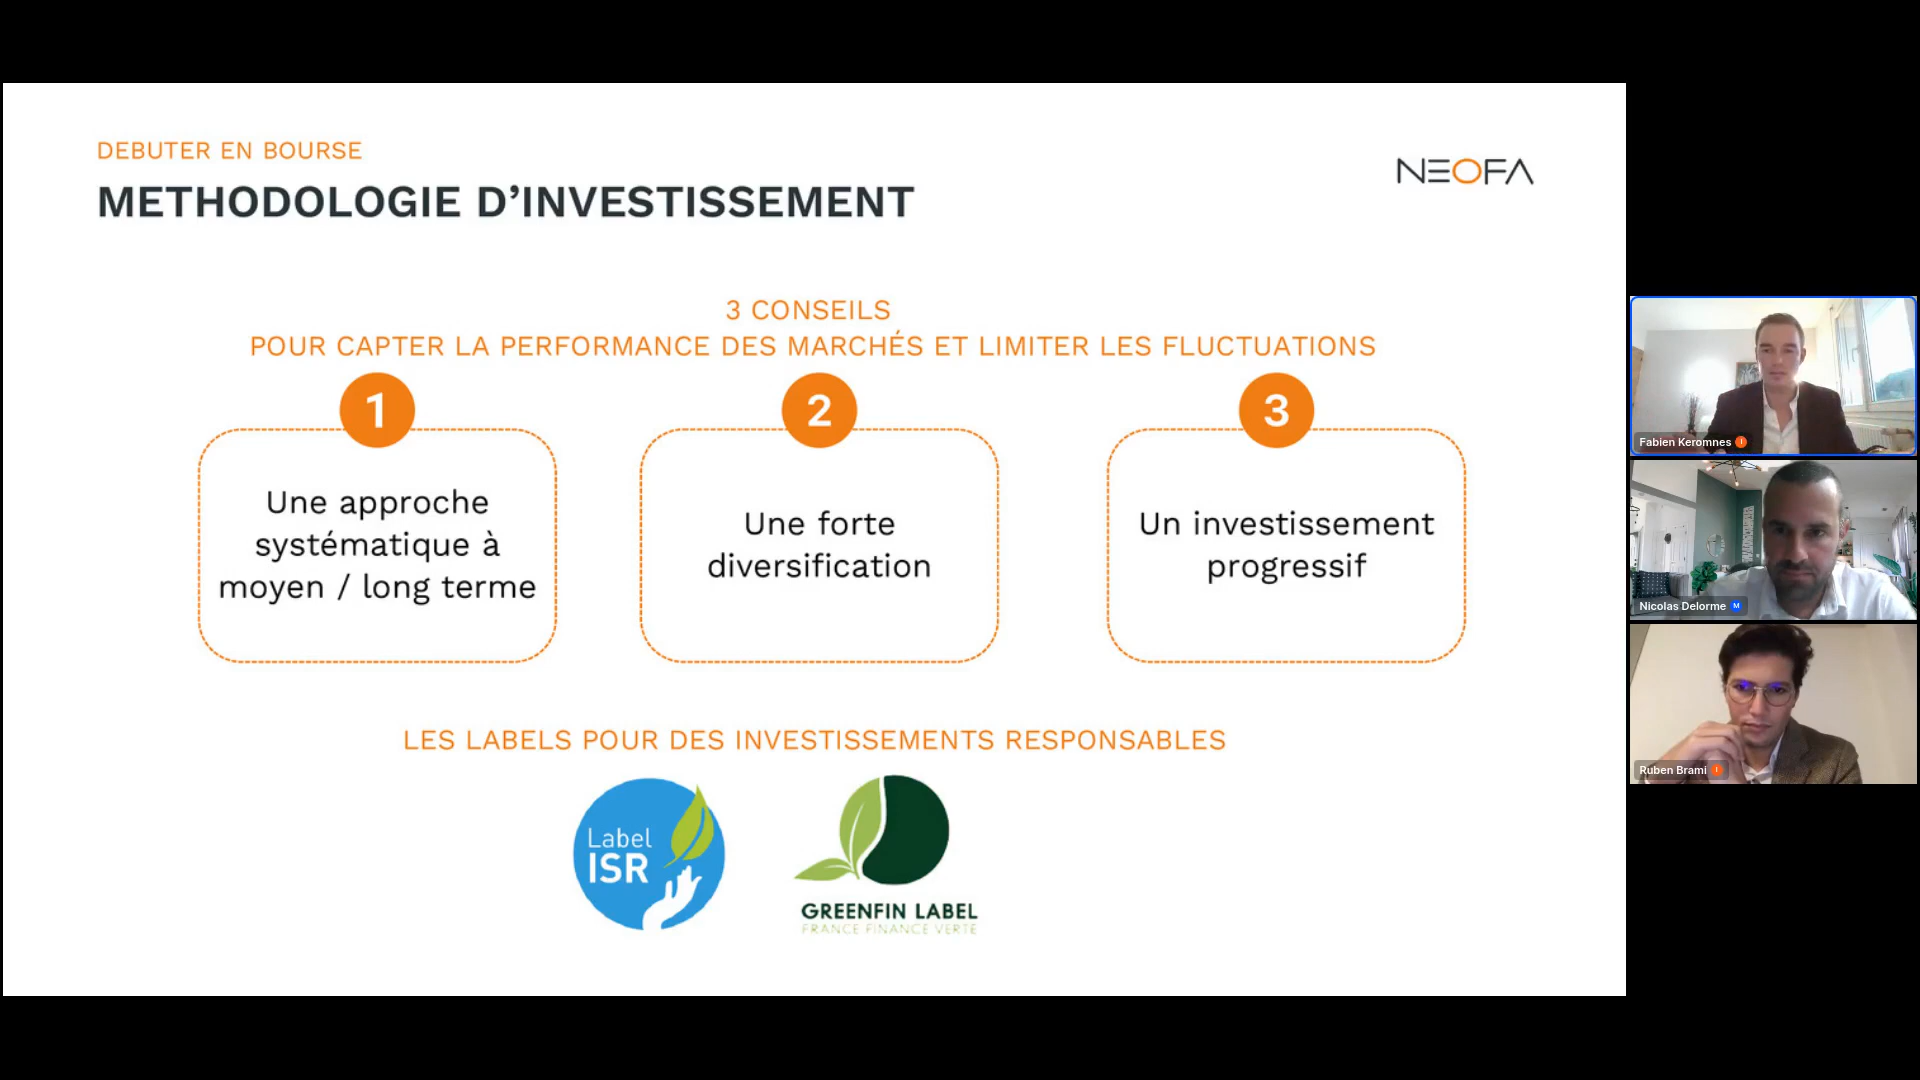 DEBUTER EN BOURSE
METHODOLOGIE D’INVESTISSEMENT
NEOFA
3 CONSEILS
POUR CAPTER LA PERFORMANCE DES MARCHÉS ET LIMITER LES FLUCTUATIONS
1
Une approche
systématique à
moyen / long terme
2
Une forte
diversification
3
Un investissement
progressif
LES LABELS POUR DES INVESTISSEMENTS RESPONSABLES
Label
ISR
GREENFIN LABEL
FRANCE FINANCE VERTE
Fabien Keromnes I
Nicolas Delorme M
Ruben Brami I